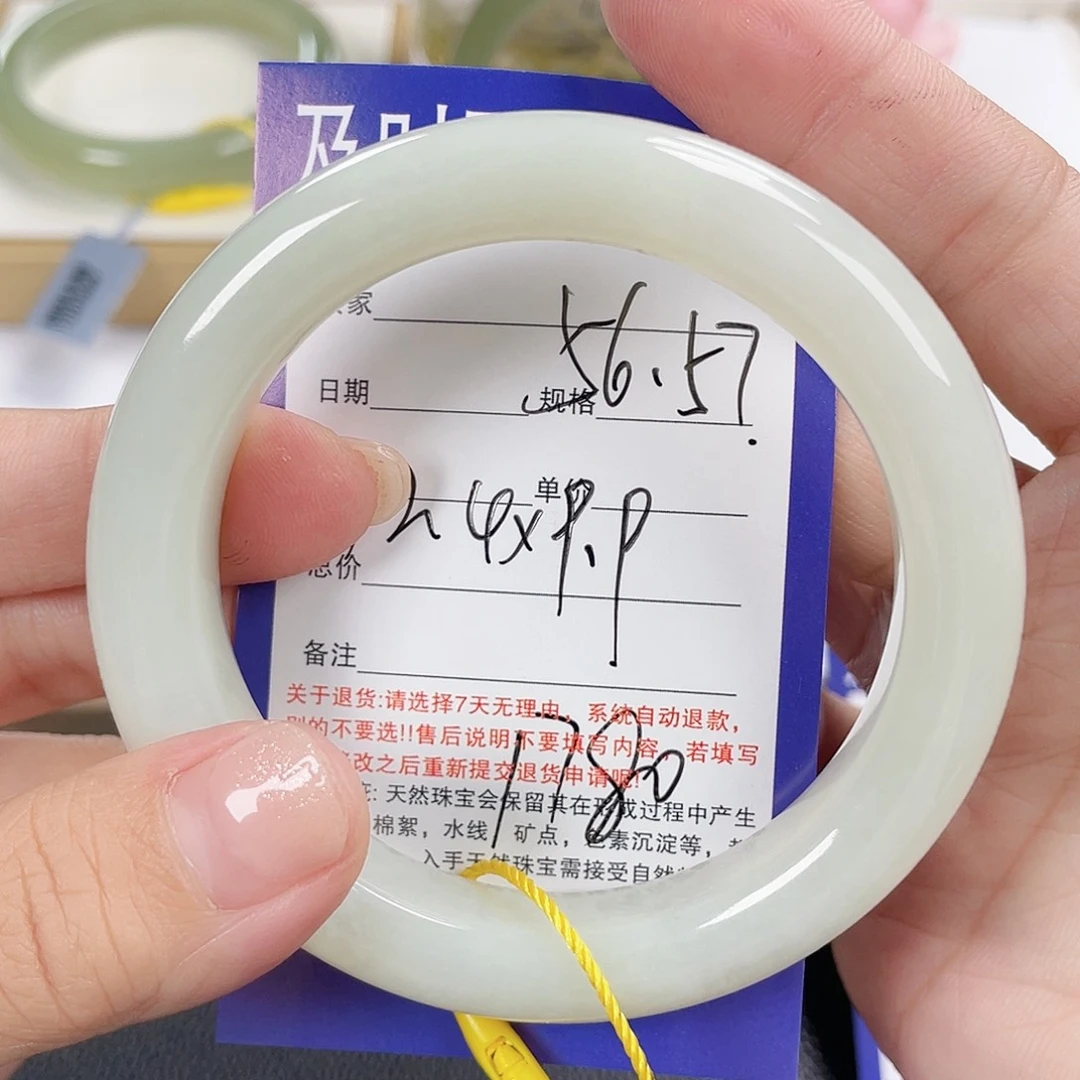 及时
家 56.57
日期 规格
单价
24x9.9
总价
备注
关于退货:请选择7天无理由，系统自动退款，
别的不要选!!售后说明不要填写内容，若填写
改之后重新提交退货申请呢!
1780
天然珠宝会保留其在形成过程中产生
棉絮，水线，矿点，色素沉淀等，
入手天然珠宝需接受自然